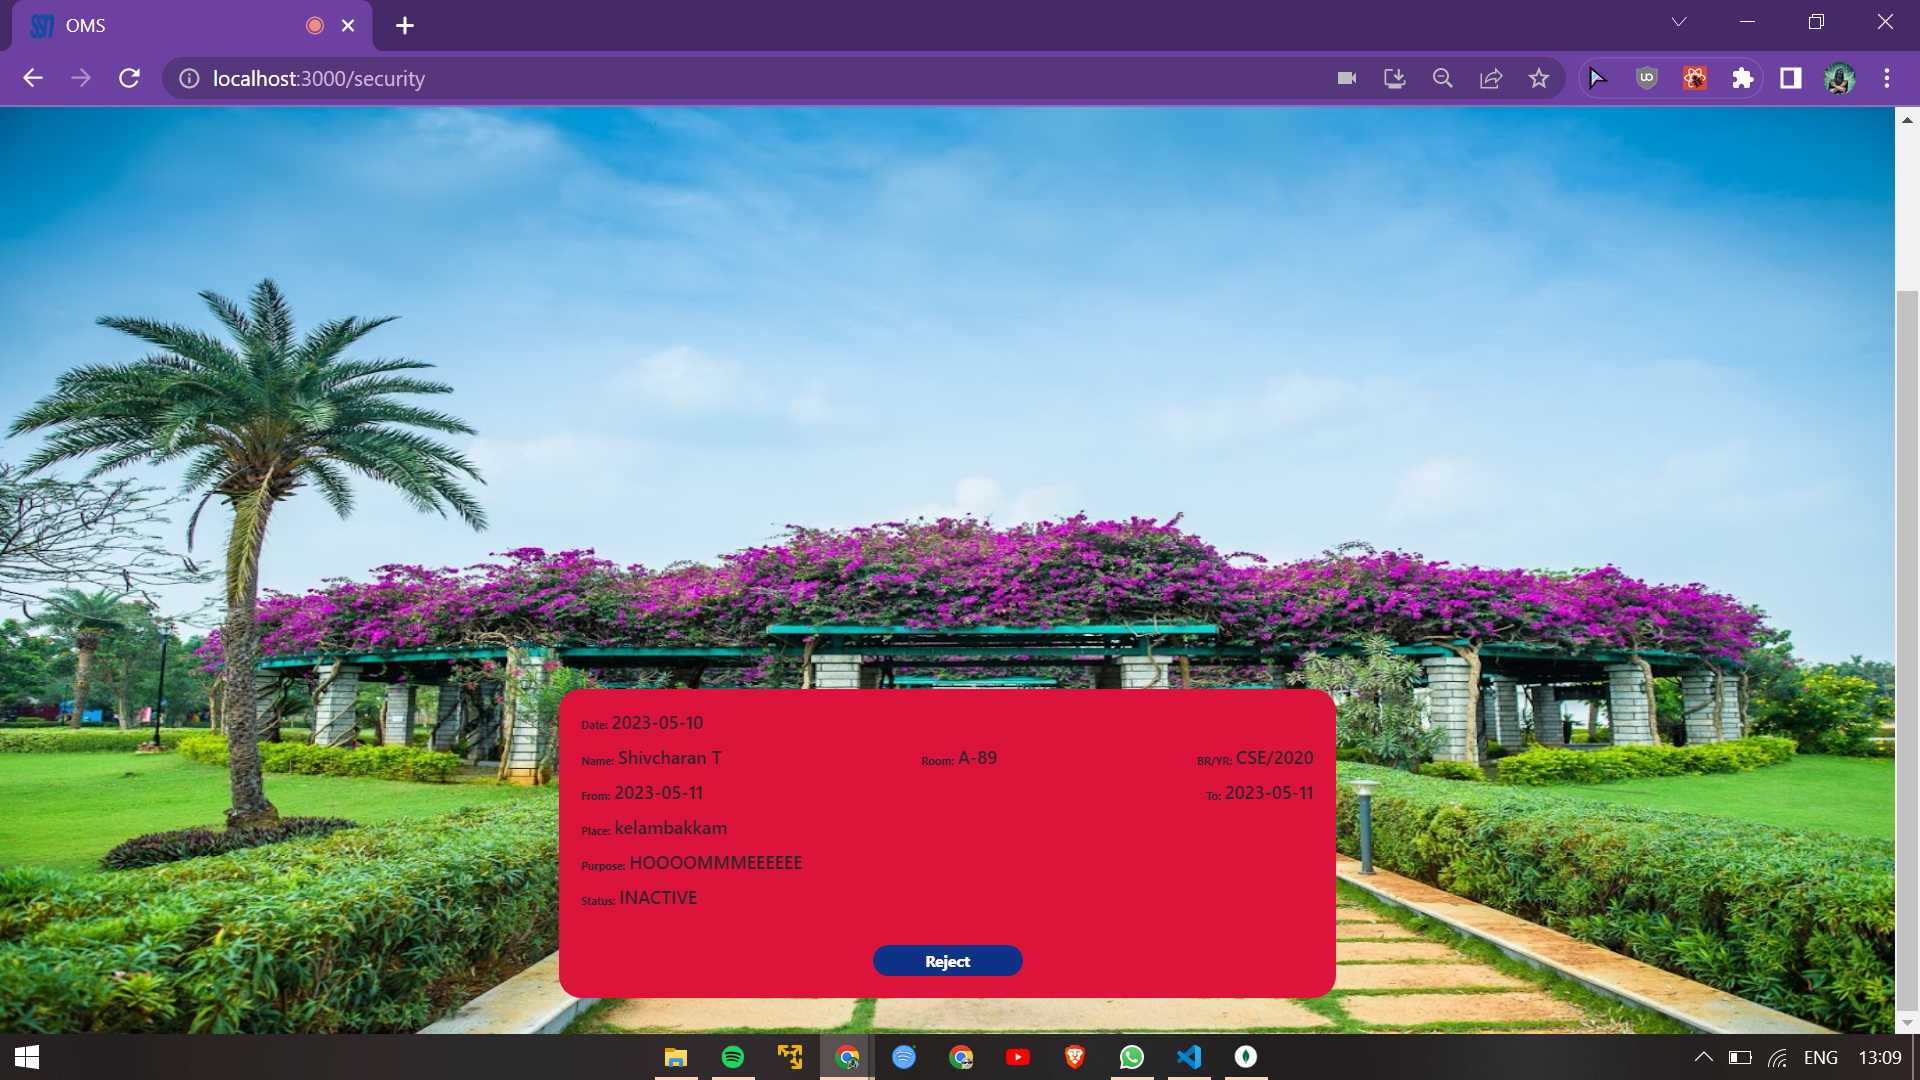 SSN OMS
localhost:3000/security
Date: 2023-05-10
Name: Shivcharan T Room: A-89 BR/YR: CSE/2020
From: 2023-05-11 To: 2023-05-11
Place: kelambakkam
Purpose: HOOOOMMMEEEEEE
Status: INACTIVE
Reject
ENG 13:09